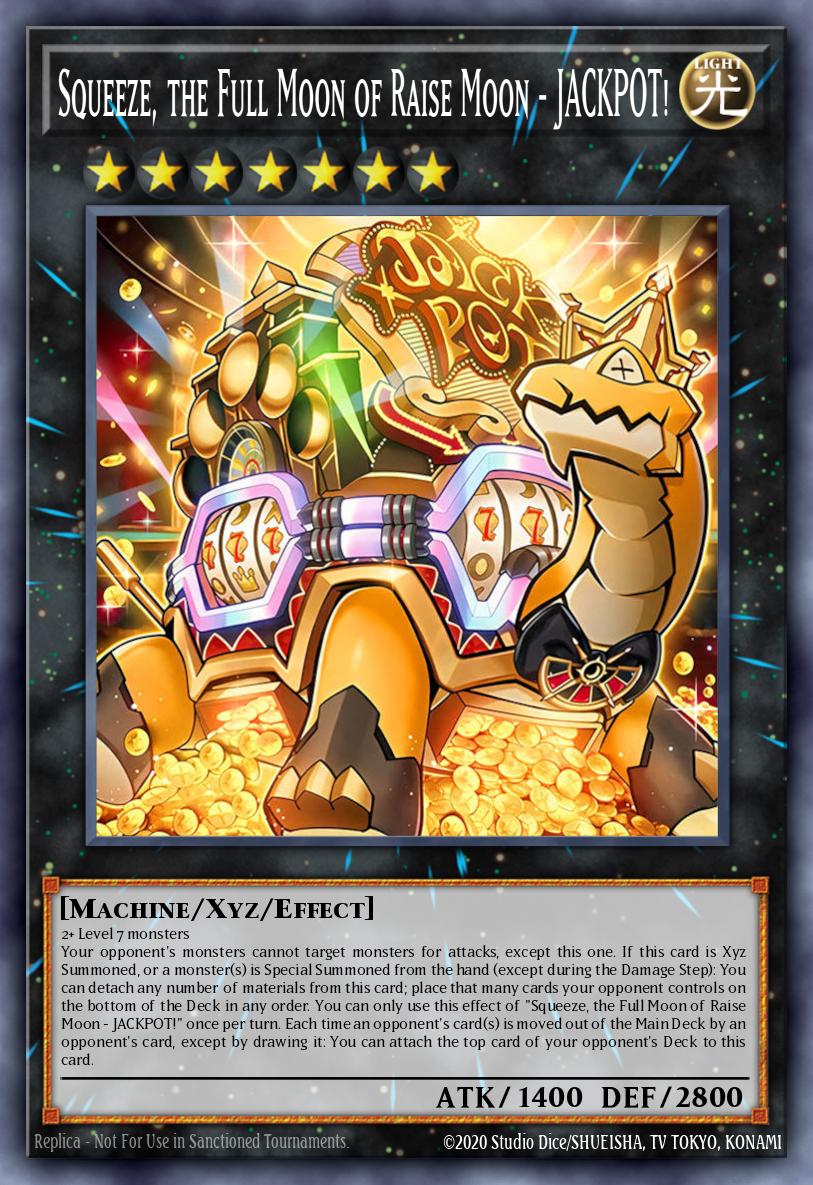 Squeeze, the Full Moon of Raise Moon - JACKPOT!
LIGHT
光
JACK
POT
7 7
7 7
[Machine/Xyz/Effect]
2+ Level 7 monsters
Your opponent's monsters cannot target monsters for attacks, except this one. If this card is Xyz
Summoned, or a monster(s) is Special Summoned from the hand (except during the Damage Step): You
can detach any number of materials from this card; place that many cards your opponent controls on
the bottom of the Deck in any order. You can only use this effect of "Squeeze, the Full Moon of Raise
Moon - JACKPOT!" once per turn. Each time an opponent's card(s) is moved out of the Main Deck by an
opponent's card, except by drawing it: You can attach the top card of your opponent's Deck to this
card.
ATK/1400 DEF/2800
Replica - Not For Use in Sanctioned Tournaments.
©2020 Studio Dice/SHUEISHA, TV TOKYO, KONAMI